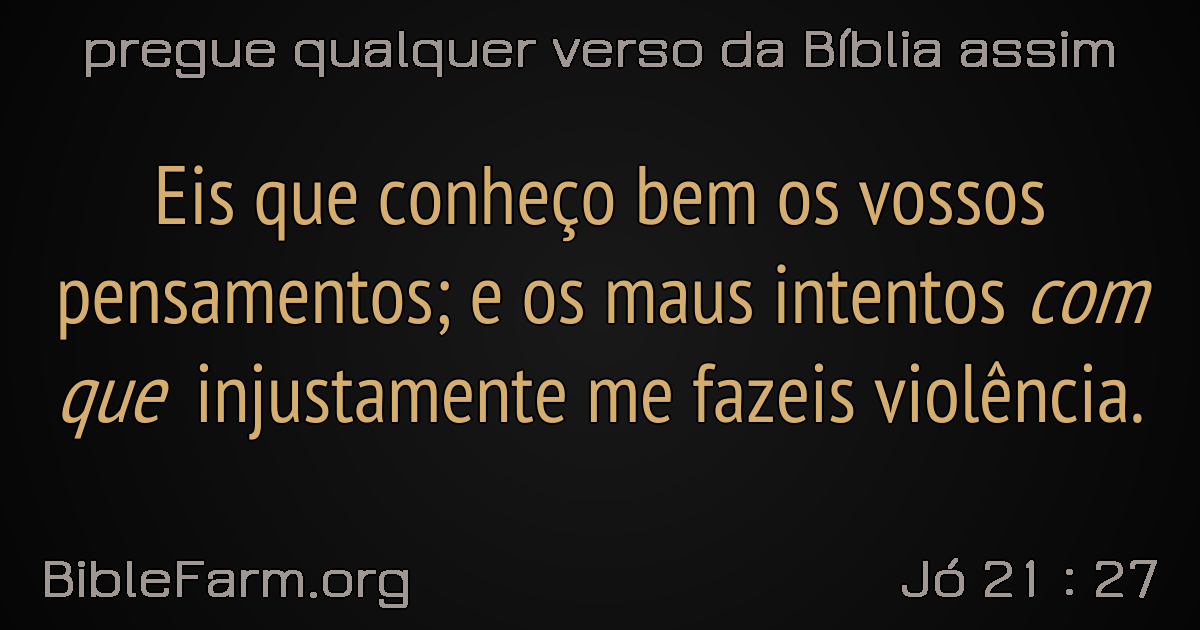 pregue qualquer verso da Bíblia assim
Eis que conheço bem os vossos
pensamentos; e os maus intentos com
que injustamente me fazeis violência.
BibleFarm.org
Jó 21 : 27